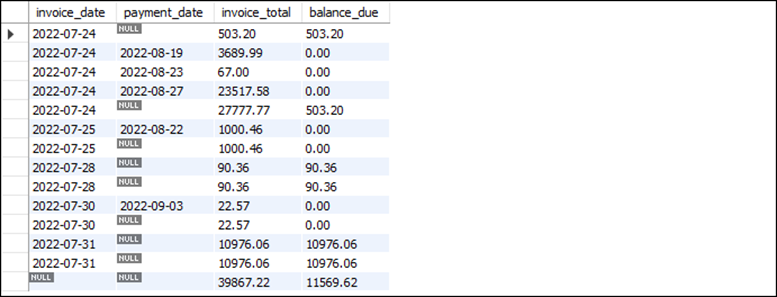 invoice_date payment_date invoice_total balance_due
2022-07-24 NULL 503.20 503.20
2022-07-24 2022-08-19 3689.99 0.00
2022-07-24 2022-08-23 67.00 0.00
2022-07-24 2022-08-27 23517.58 0.00
2022-07-24 NULL 27777.77 503.20
2022-07-25 2022-08-22 1000.46 0.00
2022-07-25 NULL 1000.46 0.00
2022-07-28 NULL 90.36 90.36
2022-07-28 NULL 90.36 90.36
2022-07-30 2022-09-03 22.57 0.00
2022-07-30 NULL 22.57 0.00
2022-07-31 NULL 10976.06 10976.06
2022-07-31 NULL 10976.06 10976.06
NULL NULL 39867.22 11569.62